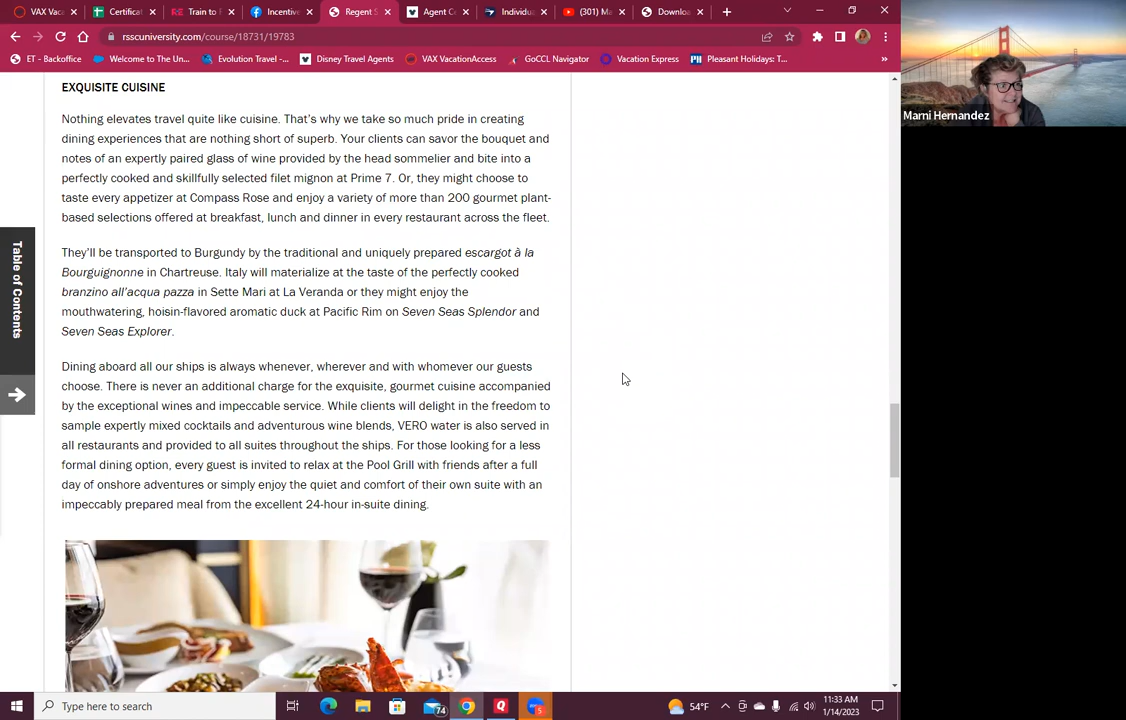 VAX Vaca
Certificat
Train to
Incentive
Regent S
Agent Ce
Individua
(301) Ma
Downloa
rsscuniversity.com/course/18731/19783
ET - Backoffice
Welcome to The Un...
Evolution Travel -...
Disney Travel Agents
VAX VacationAccess
GoCCL Navigator
Vacation Express
Pleasant Holidays: T...
Marni Hernandez
Table of Contents
EXQUISITE CUISINE
Nothing elevates travel quite like cuisine. That's why we take so much pride in creating
dining experiences that are nothing short of superb. Your clients can savor the bouquet and
notes of an expertly paired glass of wine provided by the head sommelier and bite into a
perfectly cooked and skillfully selected filet mignon at Prime 7. Or, they might choose to
taste every appetizer at Compass Rose and enjoy a variety of more than 200 gourmet plant-
based selections offered at breakfast, lunch and dinner in every restaurant across the fleet.
They'll be transported to Burgundy by the traditional and uniquely prepared escargot à la
Bourguignonne in Chartreuse. Italy will materialize at the taste of the perfectly cooked
branzino all'acqua pazza in Sette Mari at La Veranda or they might enjoy the
mouthwatering, hoisin-flavored aromatic duck at Pacific Rim on Seven Seas Splendor and
Seven Seas Explorer.
Dining aboard all our ships is always whenever, wherever and with whomever our guests
choose. There is never an additional charge for the exquisite, gourmet cuisine accompanied
by the exceptional wines and impeccable service. While clients will delight in the freedom to
sample expertly mixed cocktails and adventurous wine blends, VERO water is also served in
all restaurants and provided to all suites throughout the ships. For those looking for a less
formal dining option, every guest is invited to relax at the Pool Grill with friends after a full
day of onshore adventures or simply enjoy the quiet and comfort of their own suite with an
impeccably prepared meal from the excellent 24-hour in-suite dining.
Type here to search
74
54°F
11:33 AM
1/14/2023